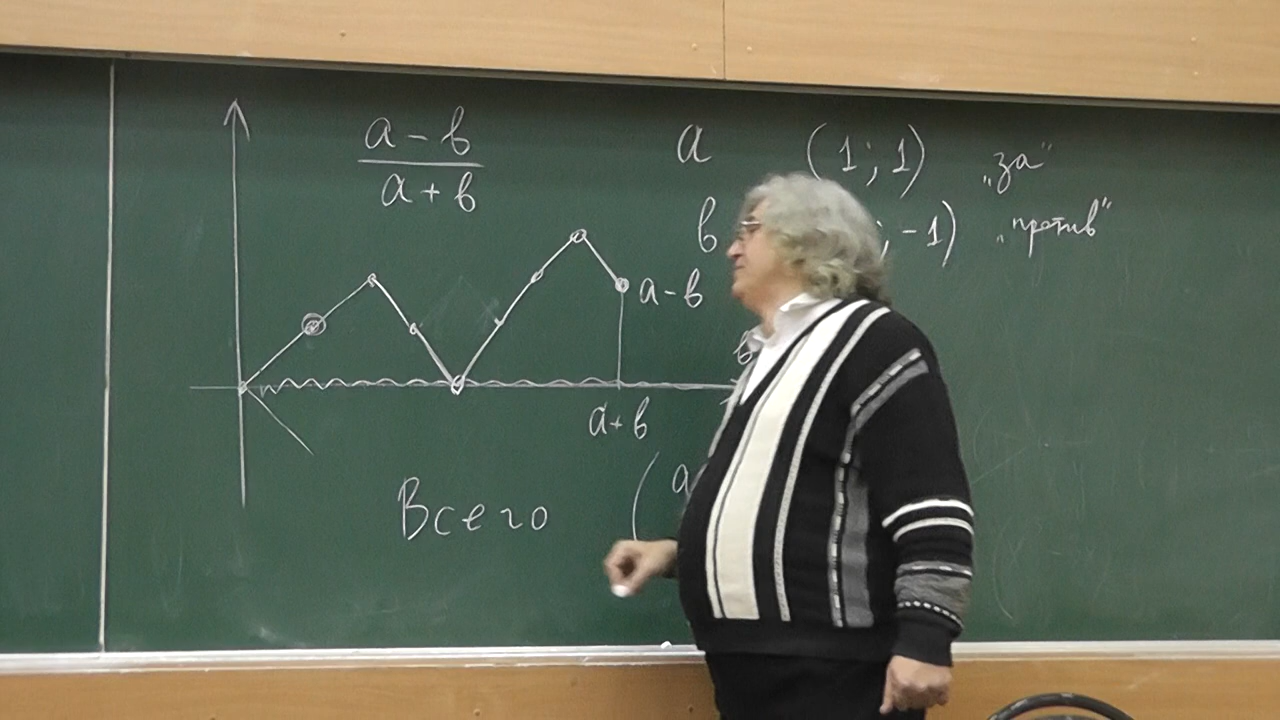 a - b
a + b
a (1; 1) „за“
b ; -1) „против“
a - b
a + b
Всего ( a